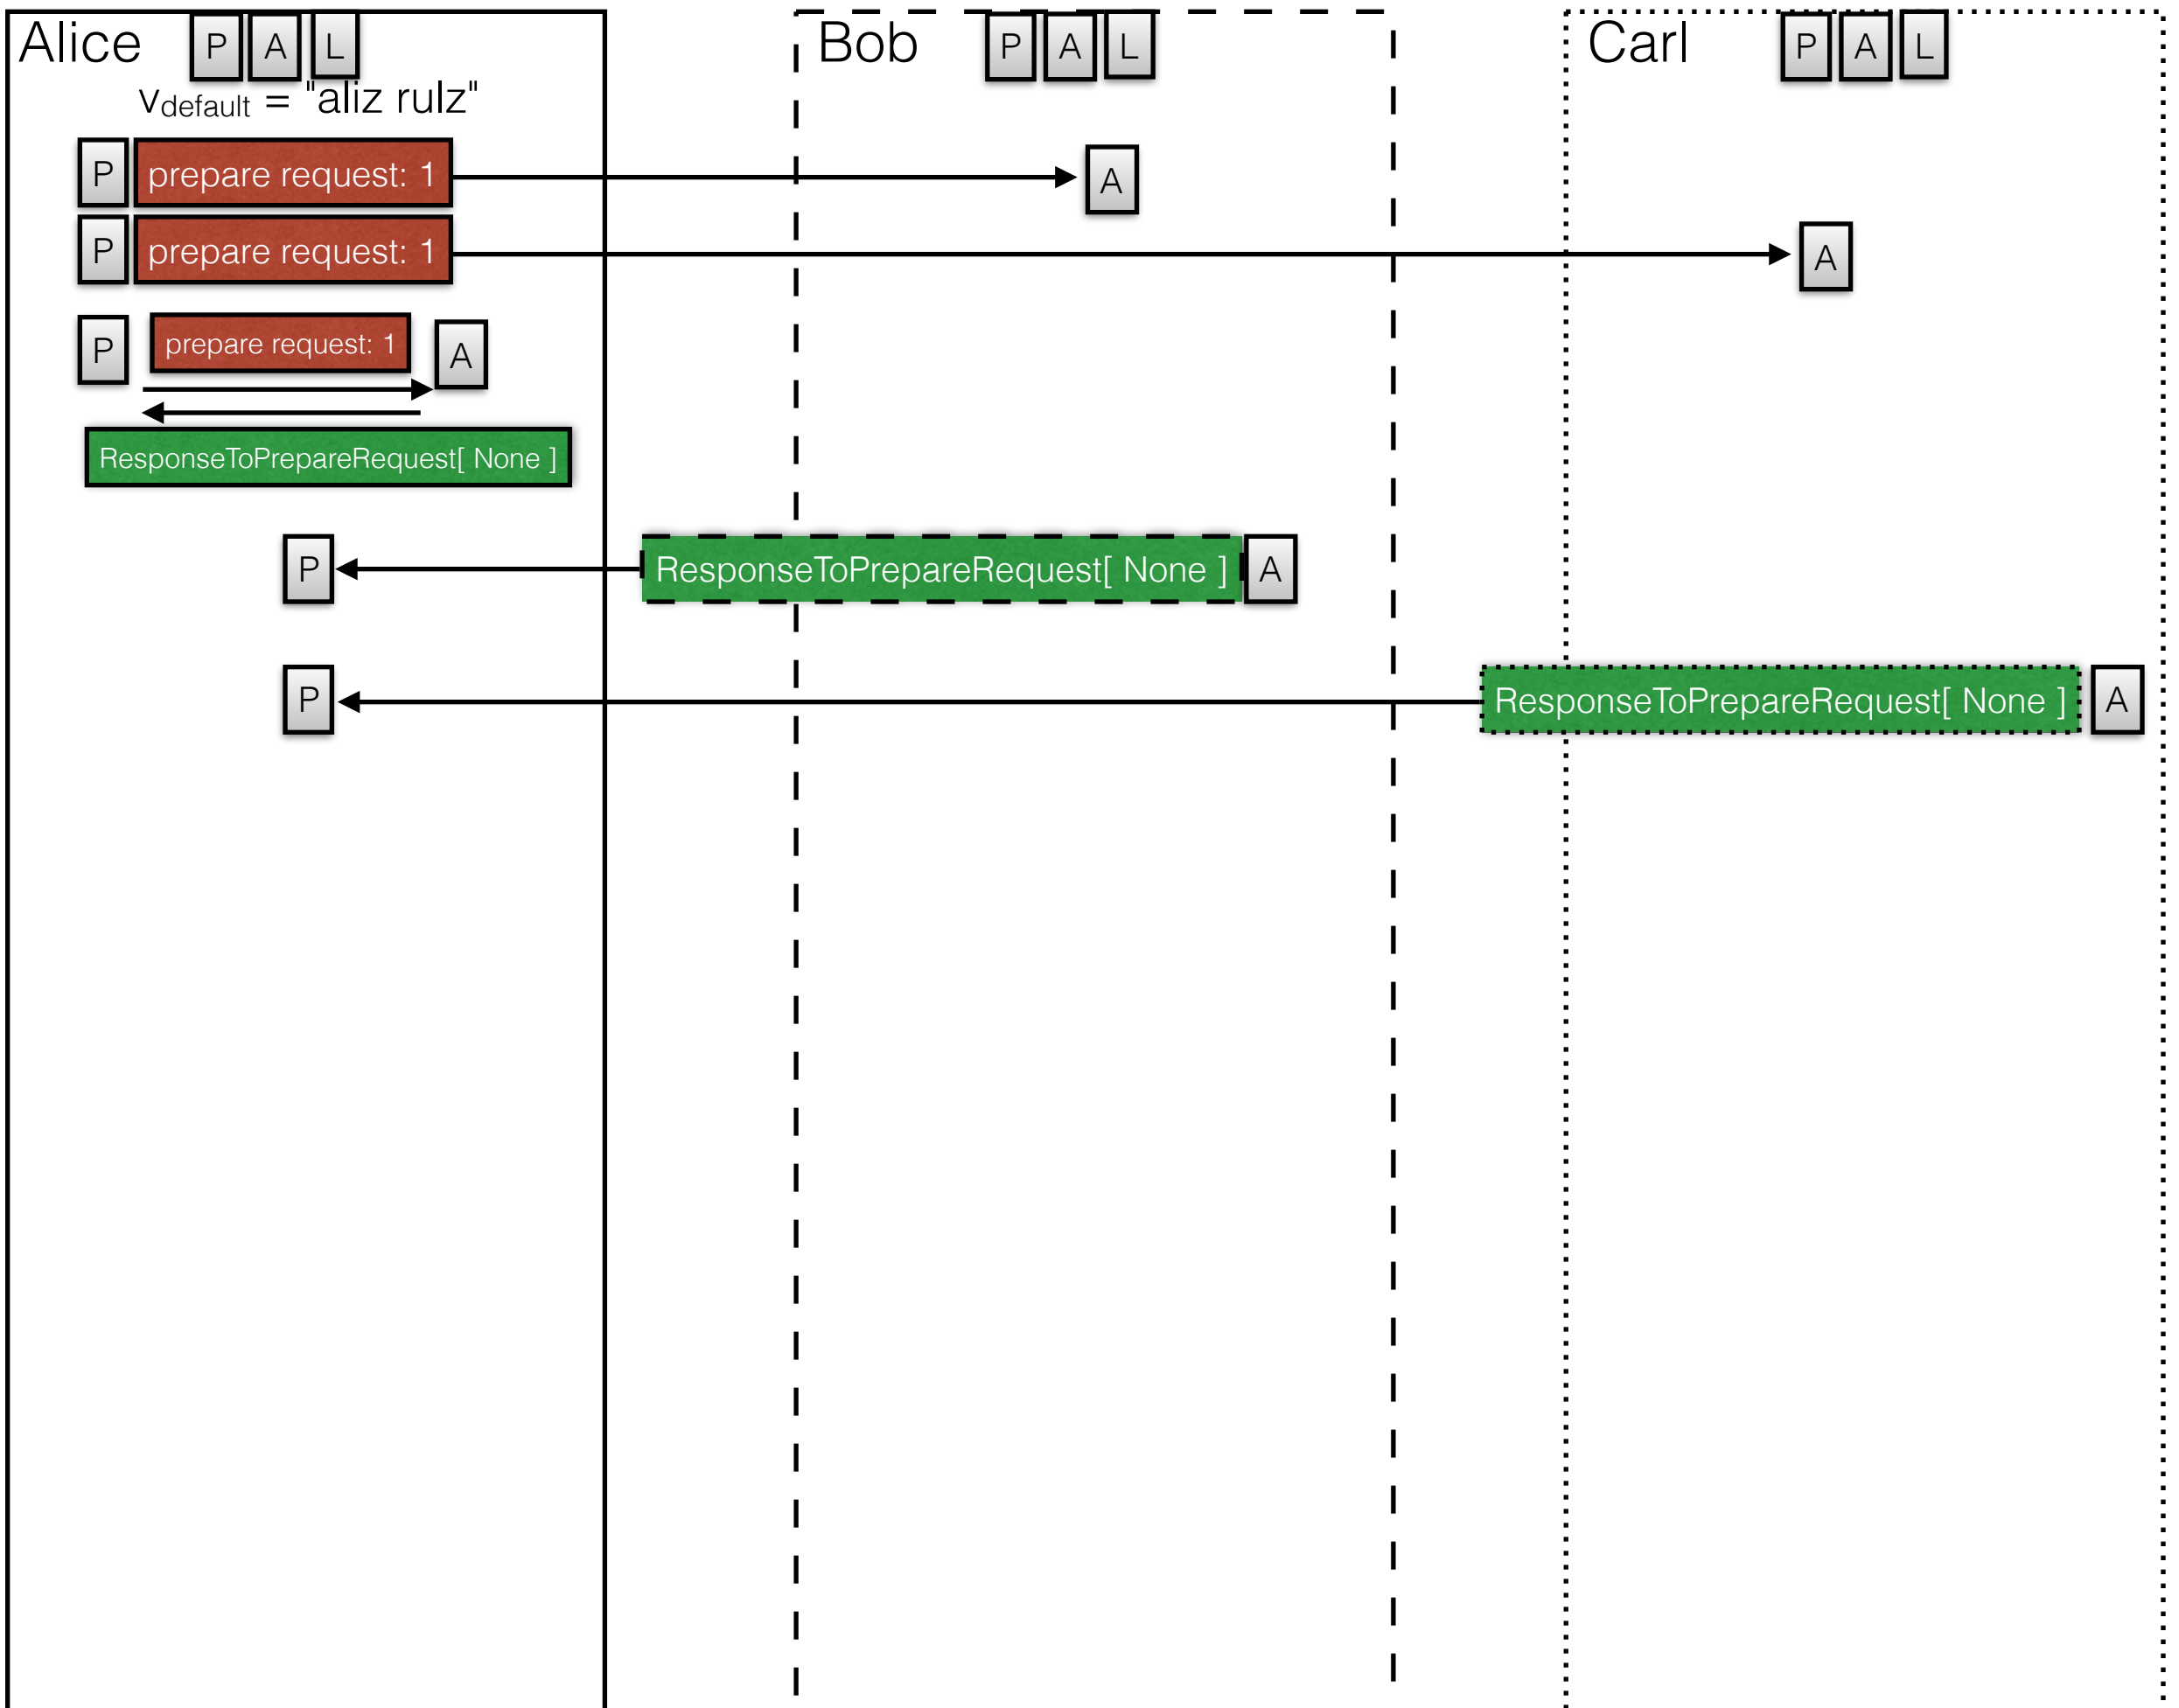 Alice P A L
Bob P A L
Carl P A L
vdefault = "aliz rulz"
P prepare request: 1
A
P prepare request: 1
A
P prepare request: 1 A
ResponseToPrepareRequest[ None ]
P
ResponseToPrepareRequest[ None ] A
P
ResponseToPrepareRequest[ None ] A